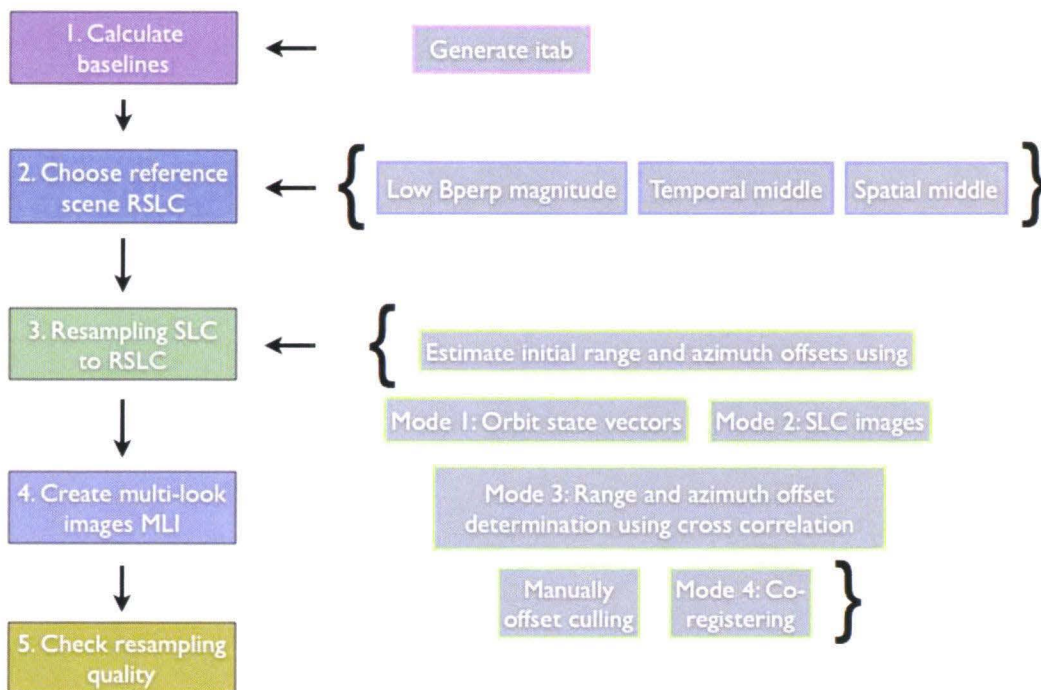 1. Calculate
baselines
Generate itab
2. Choose reference
scene RSLC
Low Bperp magnitude
Temporal middle
Spatial middle
3. Resampling SLC
to RSLC
Estimate initial range and azimuth offsets using
Mode 1: Orbit state vectors
Mode 2: SLC images
4. Create multi-look
images MLI
Mode 3: Range and azimuth offset
determination using cross correlation
Manually
offset culling
Mode 4: Co-
registering
5. Check resampling
quality